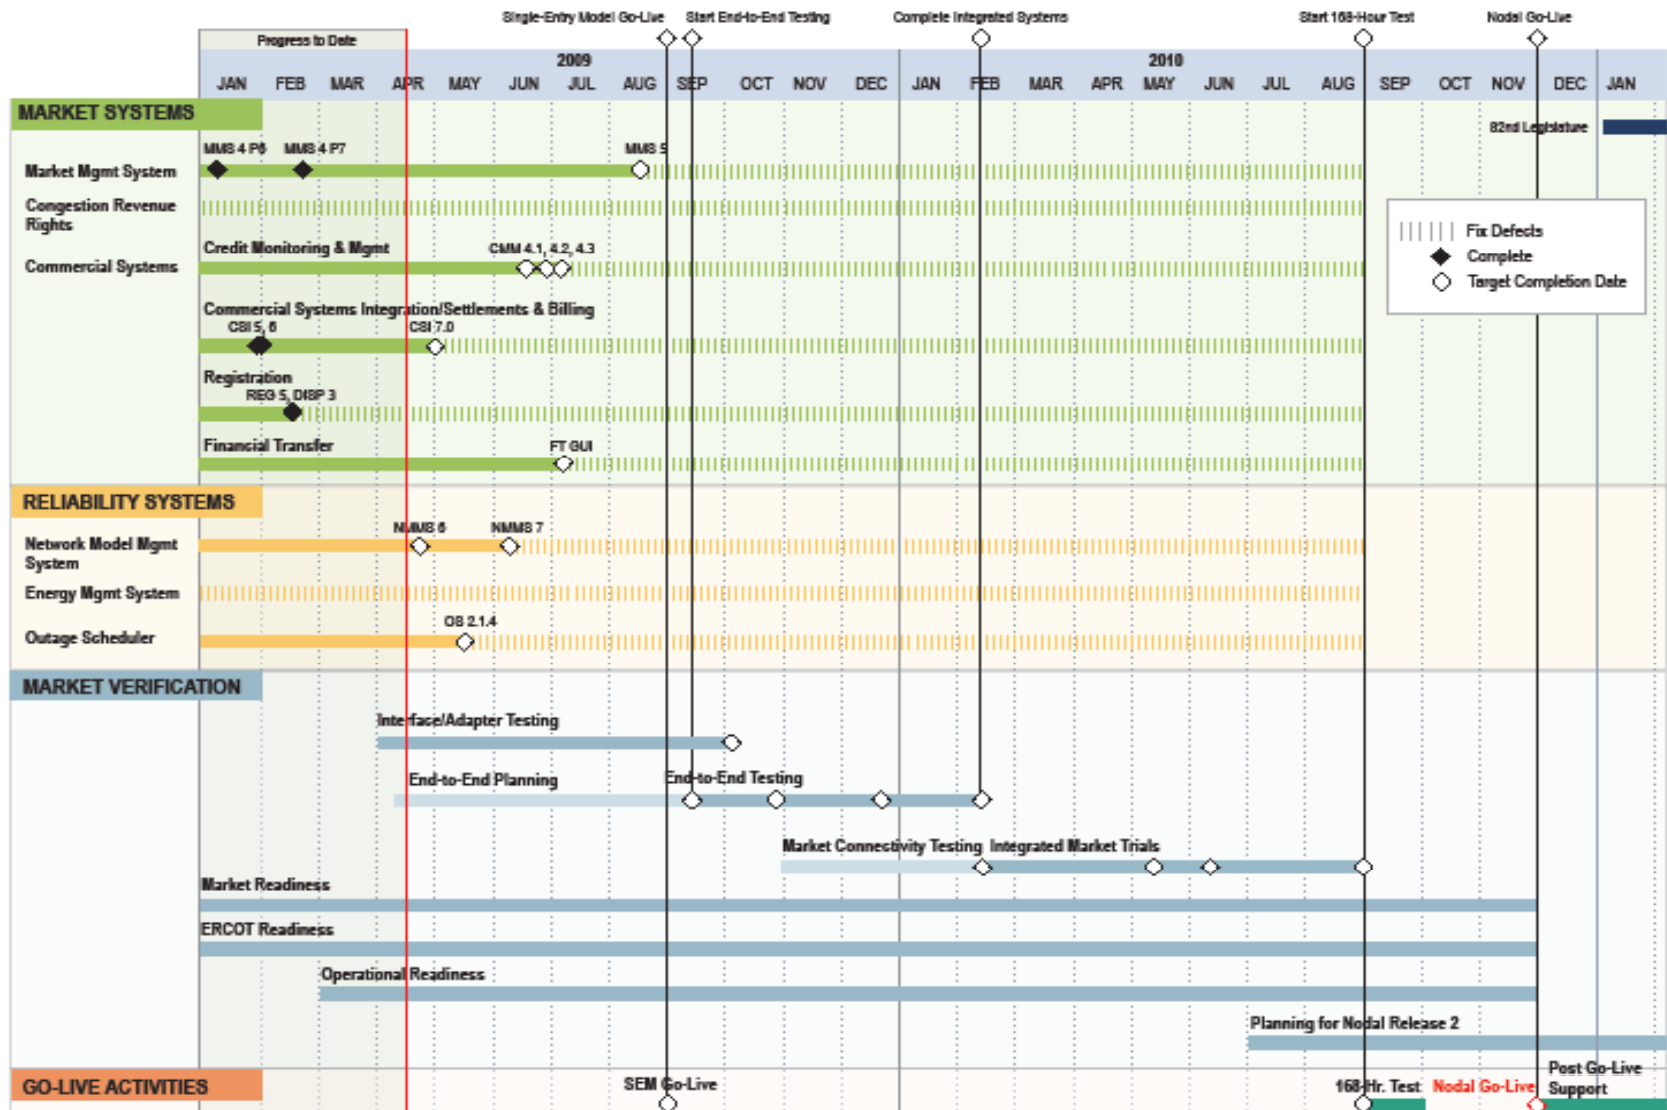 Single-Entry Model Go-Live Start End-to-End Testing Complete Integrated Systems Start 168-Hour Test Nodal Go-Live
Progress to Date
2009 2010
JAN FEB MAR APR MAY JUN JUL AUG SEP OCT NOV DEC JAN FEB MAR APR MAY JUN JUL AUG SEP OCT NOV DEC JAN
MARKET SYSTEMS
82nd Legislature
MMS 4 P6 MMS 4 P7 MMS 5
Market Mgmt System
Congestion Revenue
Rights
Fix Defects
Complete
Target Completion Date
Credit Monitoring & Mgmt CMM 4.1, 4.2, 4.3
Commercial Systems
Commercial Systems Integration/Settlements & Billing
CSI 5, 6 CSI 7.0
Registration
REG 5, DISP 3
Financial Transfer FT GUI
RELIABILITY SYSTEMS
NMMS 6 NMMS 7
Network Model Mgmt
System
Energy Mgmt System
OS 2.1.4
Outage Scheduler
MARKET VERIFICATION
Interface/Adapter Testing
End-to-End Planning End-to-End Testing
Market Connectivity Testing Integrated Market Trials
Market Readiness
ERCOT Readiness
Operational Readiness
Planning for Nodal Release 2
GO-LIVE ACTIVITIES
SEM Go-Live 168-Hr. Test Nodal Go-Live
Post Go-Live
Support